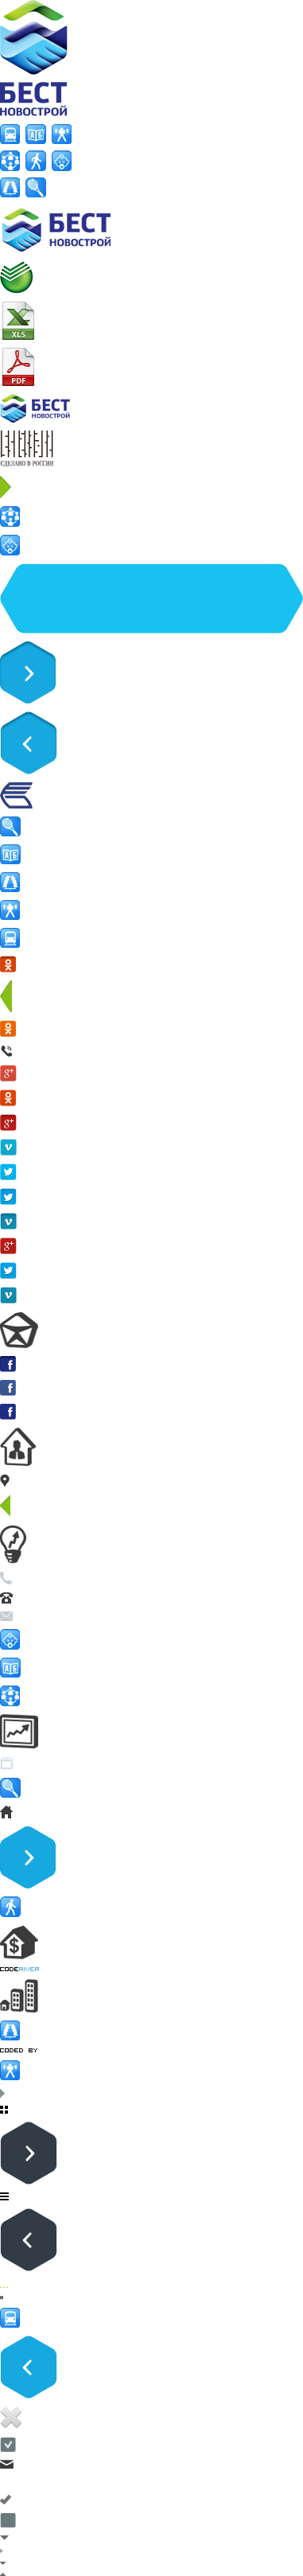 БЕСТ
НОВОСТРОЙ
БЕСТ
НОВОСТРОЙ
XLS
PDF
БЕСТ
НОВОСТРОЙ
СДЕЛАНО В РОССИИ
g+
g+
g+
CODERIVER
CODED BY